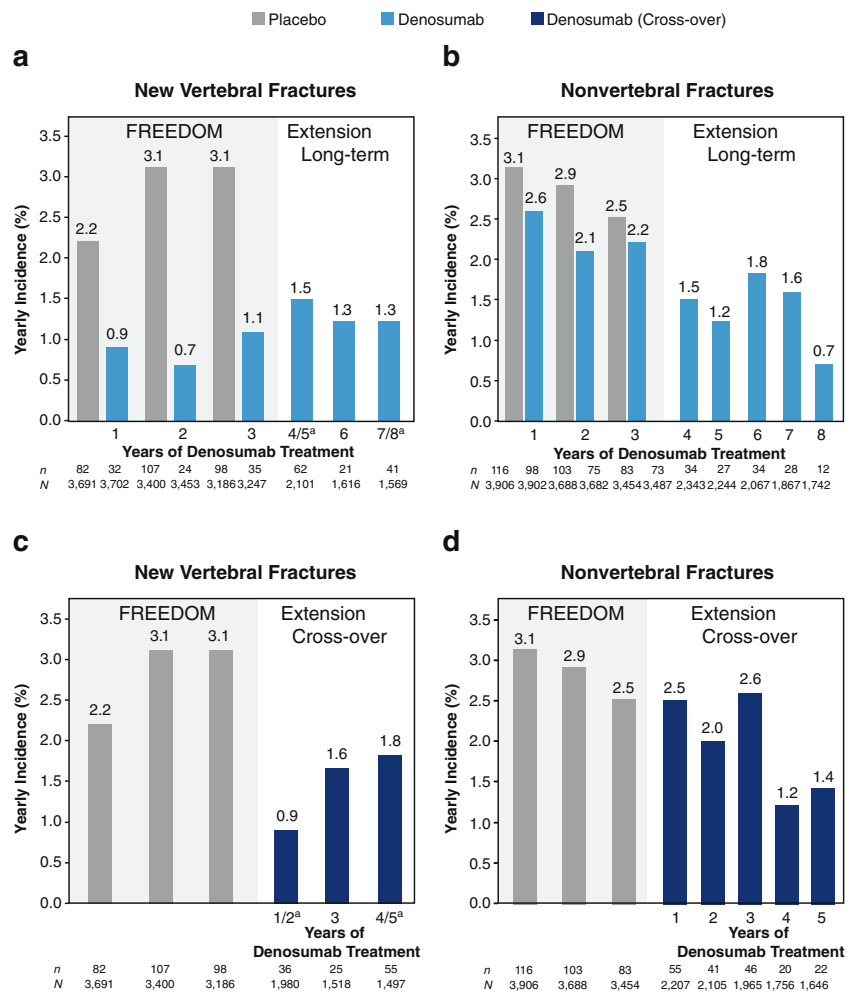 Placebo Denosumab Denosumab (Cross-over)
a
New Vertebral Fractures
FREEDOM Extension
Long-term
Yearly Incidence (%)
3.5
3.0
2.5
2.0
1.5
1.0
0.5
0.0
2.2 0.9 3.1 0.7 3.1 1.1 1.5 1.3 1.3
1 2 3 4/5ª 6 7/8ª
Years of Denosumab Treatment
n 82 32 107 24 98 35 62 21 41
N 3,691 3,702 3,400 3,453 3,186 3,247 2,101 1,616 1,569
b
Nonvertebral Fractures
FREEDOM Extension
Long-term
Yearly Incidence (%)
3.5
3.0
2.5
2.0
1.5
1.0
0.5
0.0
3.1 2.6 2.9 2.1 2.5 2.2 1.5 1.2 1.8 1.6 0.7
1 2 3 4 5 6 7 8
Years of Denosumab Treatment
n 116 98 103 75 83 73 34 27 34 28 12
N 3,906 3,902 3,688 3,682 3,454 3,487 2,343 2,244 2,067 1,867 1,742
c
New Vertebral Fractures
FREEDOM Extension
Cross-over
Yearly Incidence (%)
3.5
3.0
2.5
2.0
1.5
1.0
0.5
0.0
2.2 3.1 3.1 0.9 1.6 1.8
1/2ª 3 4/5ª
Years of
Denosumab Treatment
n 82 107 98 36 25 55
N 3,691 3,400 3,186 1,980 1,518 1,497
d
Nonvertebral Fractures
FREEDOM Extension
Cross-over
Yearly Incidence (%)
3.5
3.0
2.5
2.0
1.5
1.0
0.5
0.0
3.1 2.9 2.5 2.5 2.0 2.6 1.2 1.4
1 2 3 4 5
Years of
Denosumab Treatment
n 116 103 83 55 41 46 20 22
N 3,906 3,688 3,454 2,207 2,105 1,965 1,756 1,646